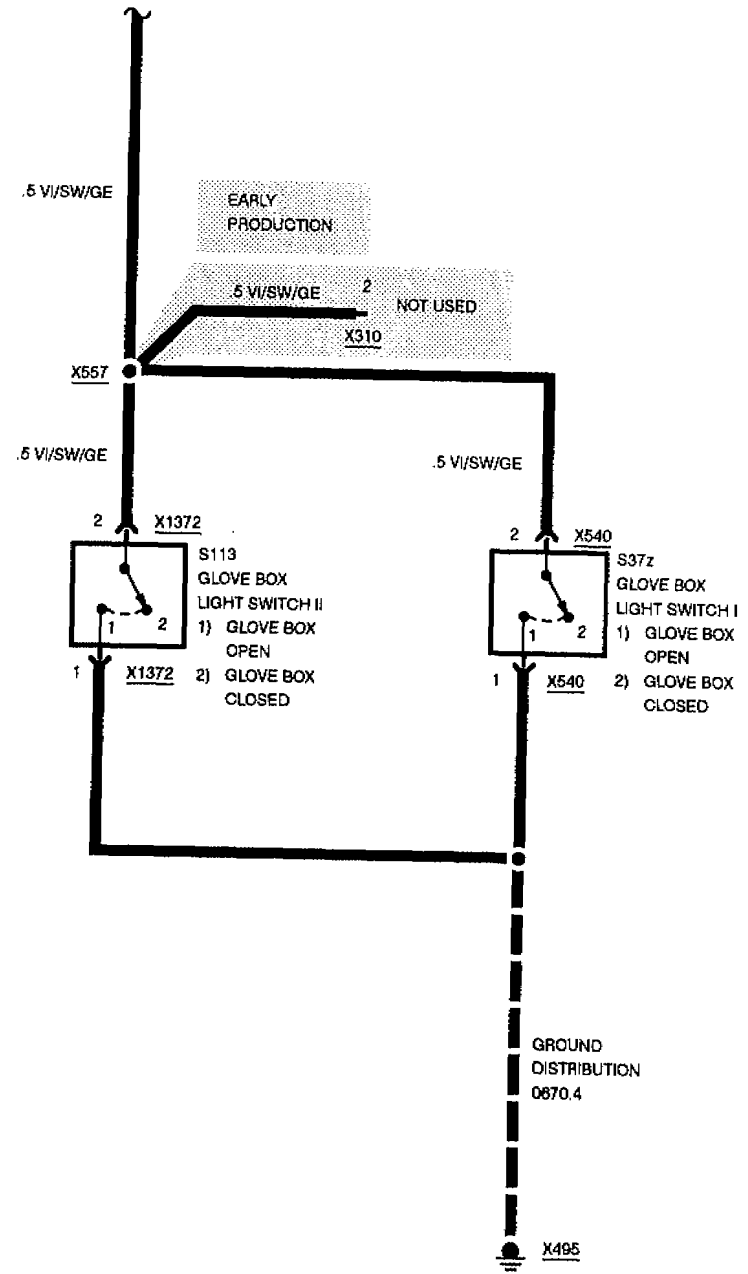 .5 VI/SW/GE
EARLY
PRODUCTION
.5 VI/SW/GE
2
NOT USED
X310
X557
.5 VI/SW/GE
.5 VI/SW/GE
2
X1372
S113
GLOVE BOX
LIGHT SWITCH II
1) GLOVE BOX
OPEN
2) GLOVE BOX
CLOSED
1
2
1
X1372
2
X540
S37z
GLOVE BOX
LIGHT SWITCH I
1) GLOVE BOX
OPEN
2) GLOVE BOX
CLOSED
1
2
1
X540
GROUND
DISTRIBUTION
0670.4
X495